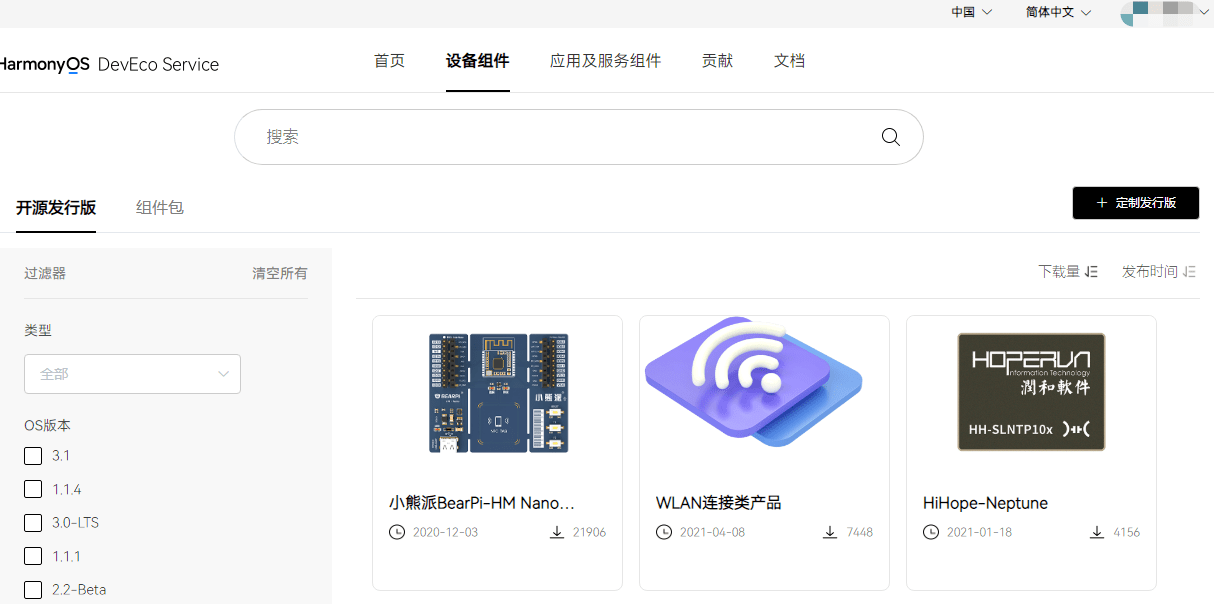 中国 简体中文
HarmonyOS DevEco Service 首页 设备组件 应用及服务组件 贡献 文档
搜索
开源发行版 组件包 + 定制发行版
过滤器 清空所有 下载量 发布时间
类型
全部
OS版本
3.1
1.1.4
3.0-LTS
1.1.1
2.2-Beta
BEARPI 小熊派
HOPERUN
Information Technology
潤和軟件
HH-SLNTP10x
小熊派BearPi-HM Nano... WLAN连接类产品 HiHope-Neptune
2020-12-03 21906 2021-04-08 7448 2021-01-18 4156